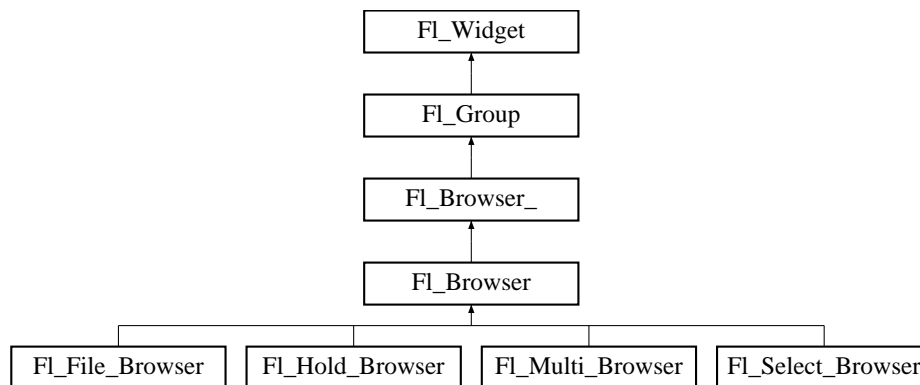 Fl_Widget
Fl_Group
Fl_Browser_
Fl_Browser
Fl_File_Browser
Fl_Hold_Browser
Fl_Multi_Browser
Fl_Select_Browser